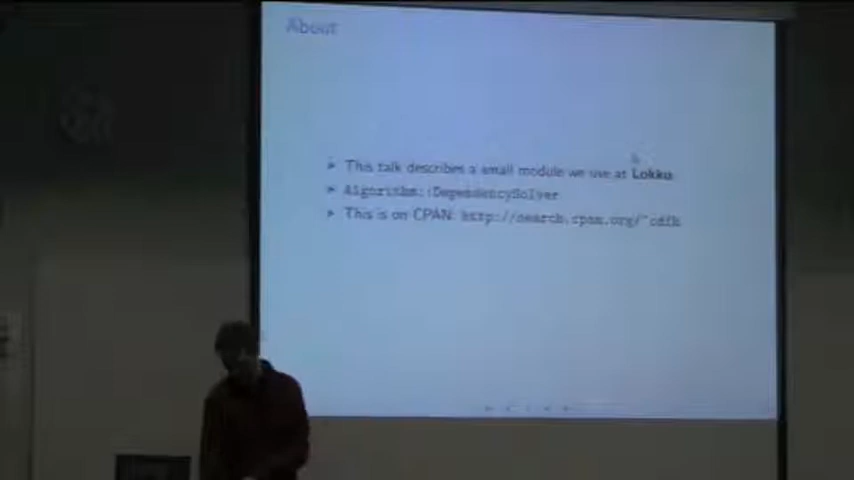 About
This talk describes a small module we use at Lokku
Algorithm::DependencySolver
This is on CPAN: http://search.cpan.org/~cdfh